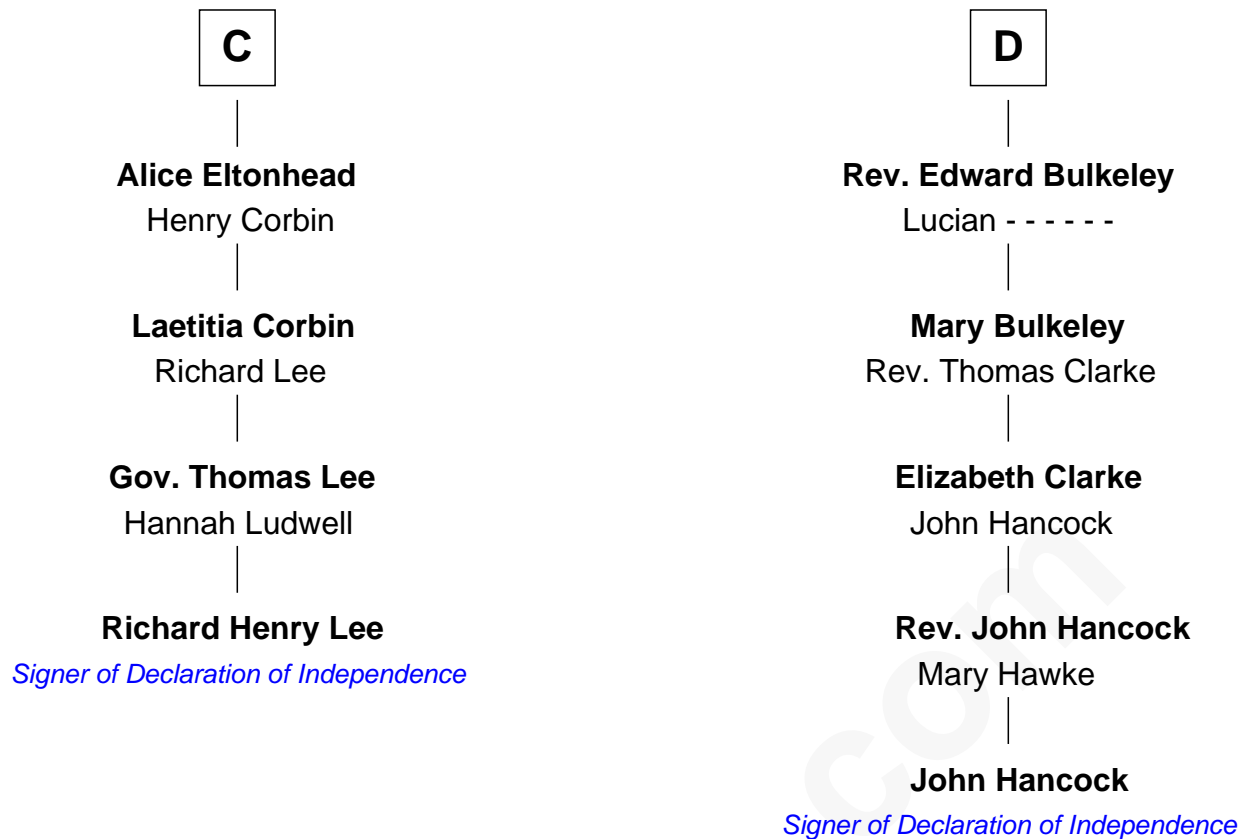 C
Alice Eltonhead
Henry Corbin
Laetitia Corbin
Richard Lee
Gov. Thomas Lee
Hannah Ludwell
Richard Henry Lee
Signer of Declaration of Independence
D
Rev. Edward Bulkeley
Lucian - - - - - -
Mary Bulkeley
Rev. Thomas Clarke
Elizabeth Clarke
John Hancock
Rev. John Hancock
Mary Hawke
John Hancock
Signer of Declaration of Independence
com